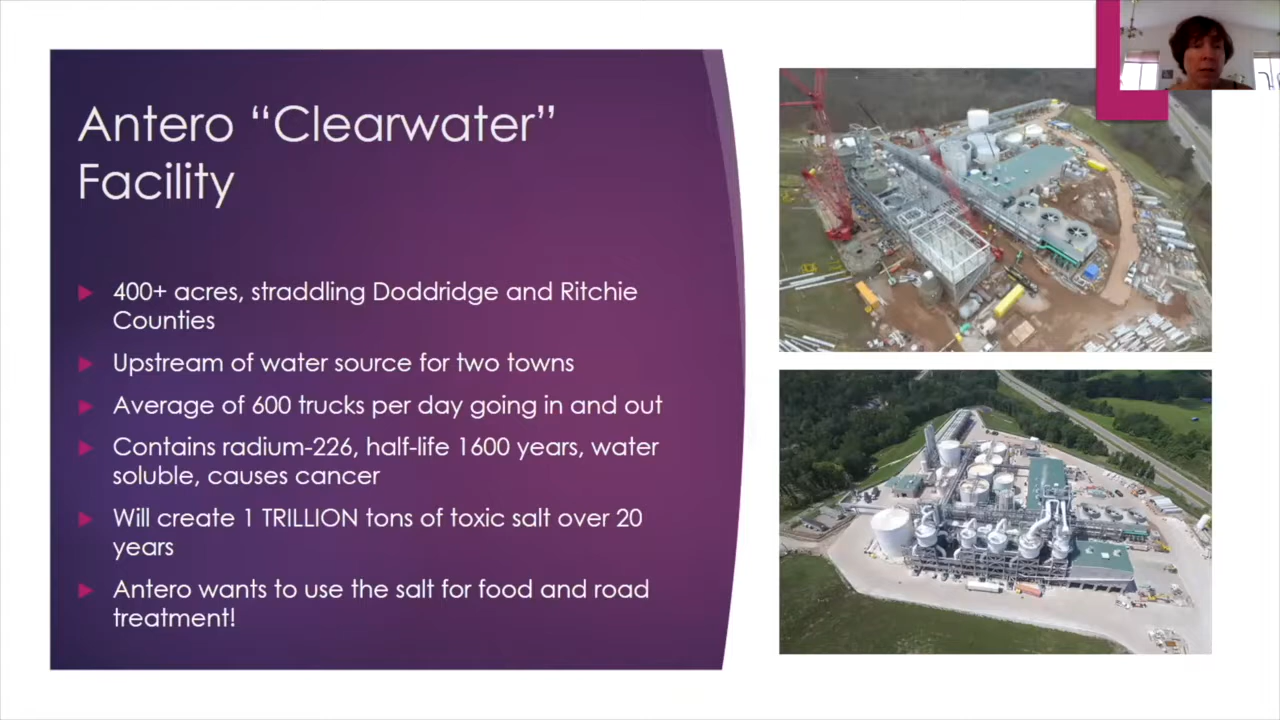 Antero “Clearwater”
Facility
400+ acres, straddling Doddridge and Ritchie
Counties
Upstream of water source for two towns
Average of 600 trucks per day going in and out
Contains radium-226, half-life 1600 years, water
soluble, causes cancer
Will create 1 TRILLION tons of toxic salt over 20
years
Antero wants to use the salt for food and road
treatment!